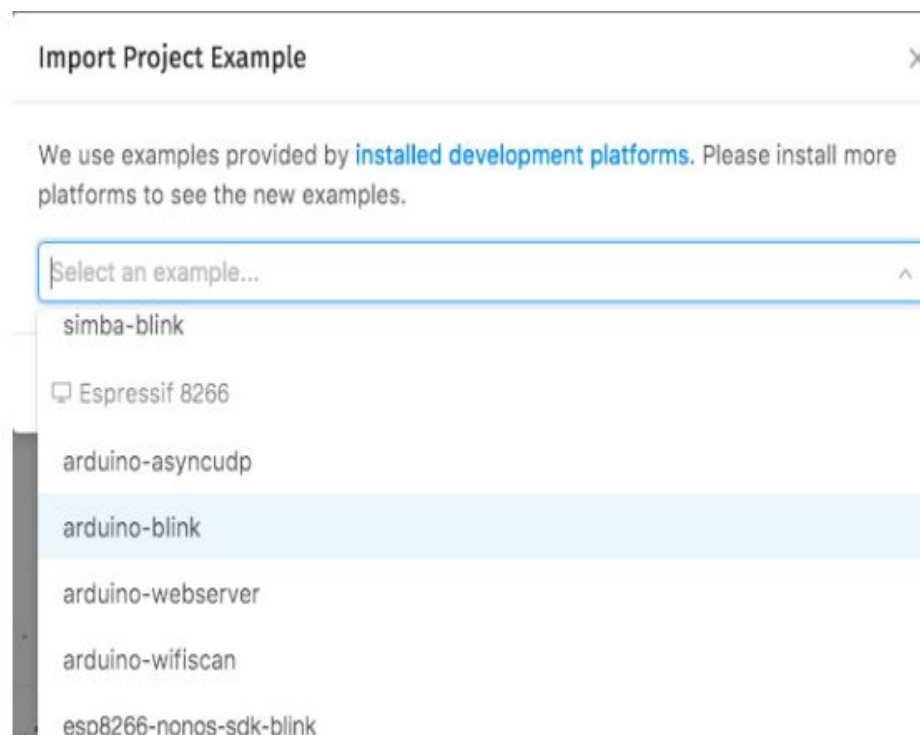 Import Project Example
We use examples provided by installed development platforms. Please install more
platforms to see the new examples.
Select an example...
simba-blink
Espressif 8266
arduino-asyncudp
arduino-blink
arduino-webserver
arduino-wifiscan
esp8266-nonos-sdk-blink